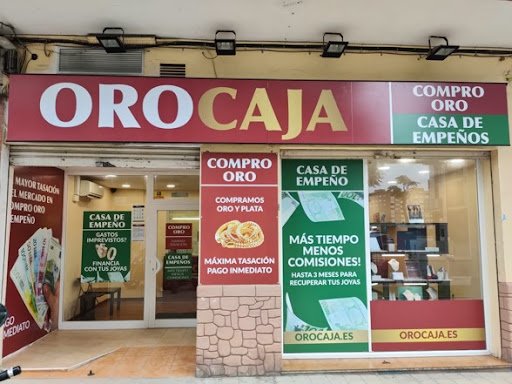 OROCAJA
COMPRO
ORO
CASA DE
EMPEÑOS
MAYOR TASACIÓN
EL MERCADO EN
COMPRO ORO
EMPEÑO
PAGO
INMEDIATO
CASA DE
EMPEÑO
GASTOS
IMPREVISTOS?
FINANCIA
CON TUS JOYAS
COMPRO
ORO
CASA DE
EMPEÑOS
COMPRO
ORO
COMPRAMOS
ORO Y PLATA
MÁXIMA TASACIÓN
PAGO INMEDIATO
CASA DE
EMPEÑO
MÁS TIEMPO
MENOS
COMISIONES!
HASTA 3 MESES PARA
RECUPERAR TUS JOYAS
OROCAJA.ES
OROCAJA.ES